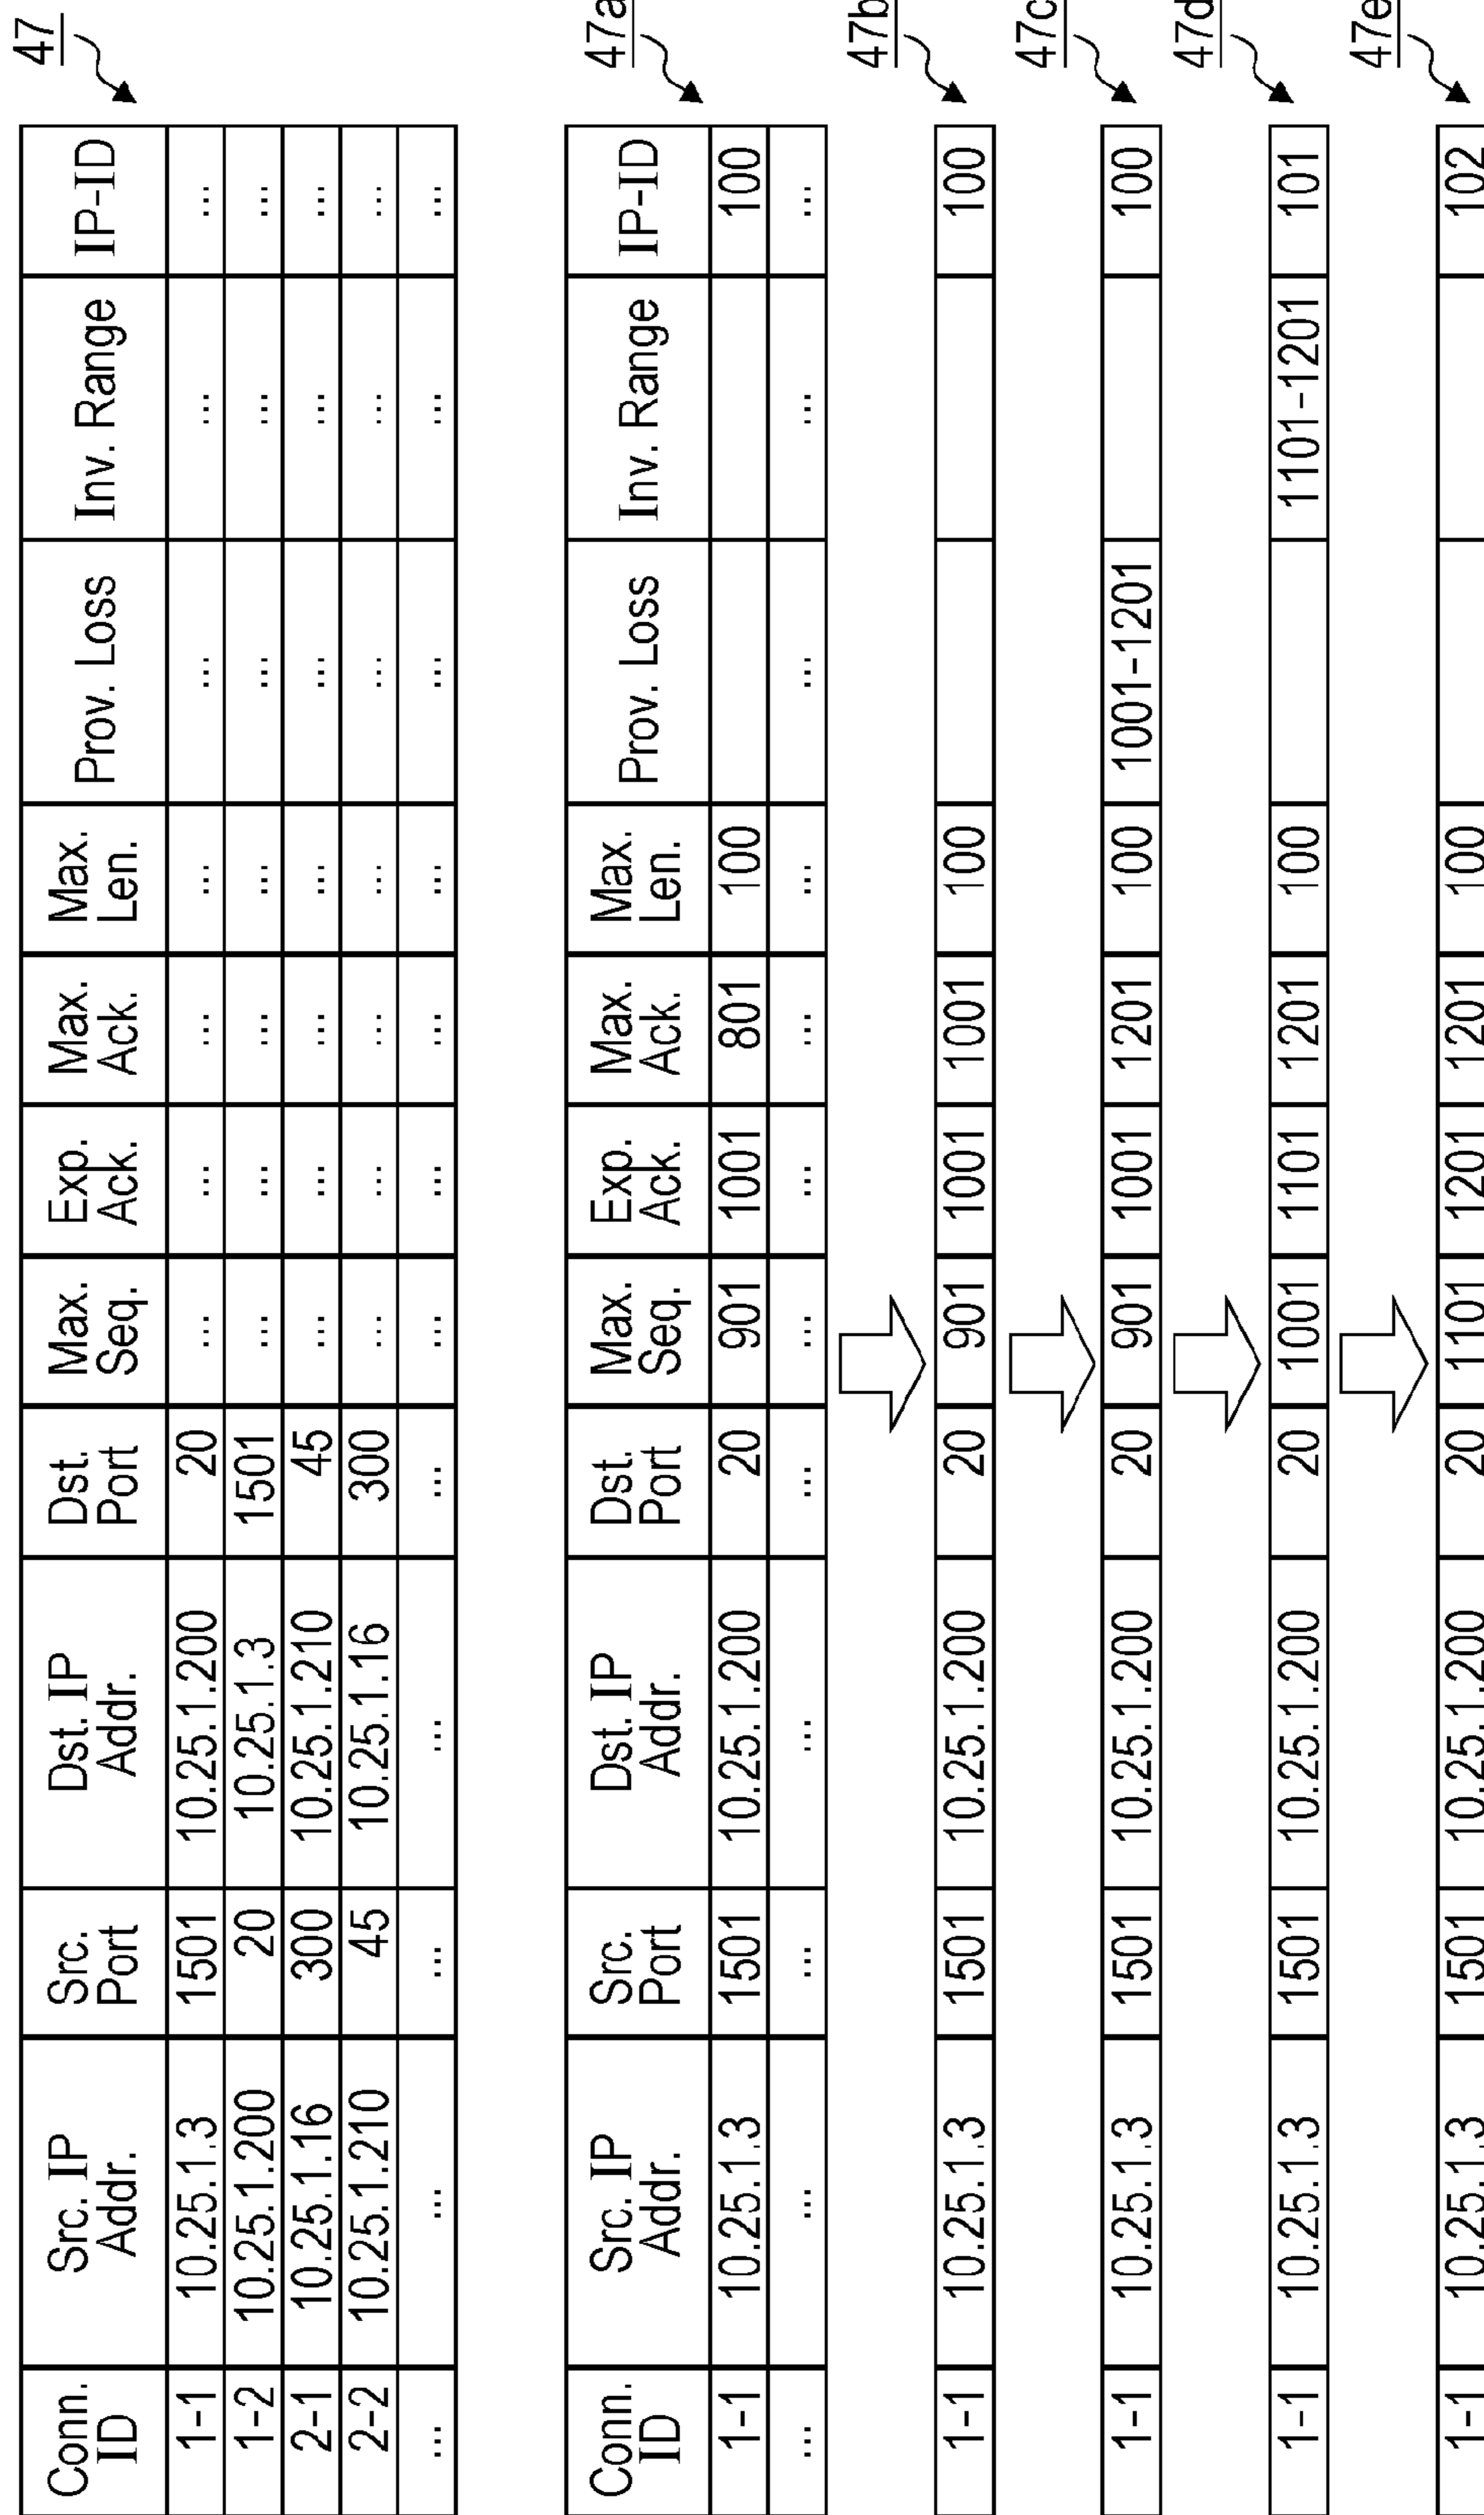 47
Conn. ID Src. IP Addr. Src. Port Dst. IP Addr. Dst. Port Max. Seq. Exp. Ack. Max. Ack. Max. Len. Prov. Loss Inv. Range IP-ID
1-1 10.25.1.3 1501 10.25.1.200 20 ... ... ... ... ... ... ...
1-2 10.25.1.200 20 10.25.1.3 1501 ... ... ... ... ... ... ...
2-1 10.25.1.16 300 10.25.1.210 45 ... ... ... ... ... ... ...
2-2 10.25.1.210 45 10.25.1.16 300 ... ... ... ... ... ... ...
... ... ... ... ... ... ... ... ... ... ... ...
47a
Conn. ID Src. IP Addr. Src. Port Dst. IP Addr. Dst. Port Max. Seq. Exp. Ack. Max. Ack. Max. Len. Prov. Loss Inv. Range IP-ID
1-1 10.25.1.3 1501 10.25.1.200 20 901 1001 801 100 100
... ... ... ... ... ... ... ... ... ... ... ...
47b
1-1 10.25.1.3 1501 10.25.1.200 20 901 1001 1001 100 100
47c
1-1 10.25.1.3 1501 10.25.1.200 20 901 1001 1201 100 1001-1201 100
47d
1-1 10.25.1.3 1501 10.25.1.200 20 1001 1101 1201 100 1101-1201 101
47e
1-1 10.25.1.3 1501 10.25.1.200 20 1101 1201 1201 100 102